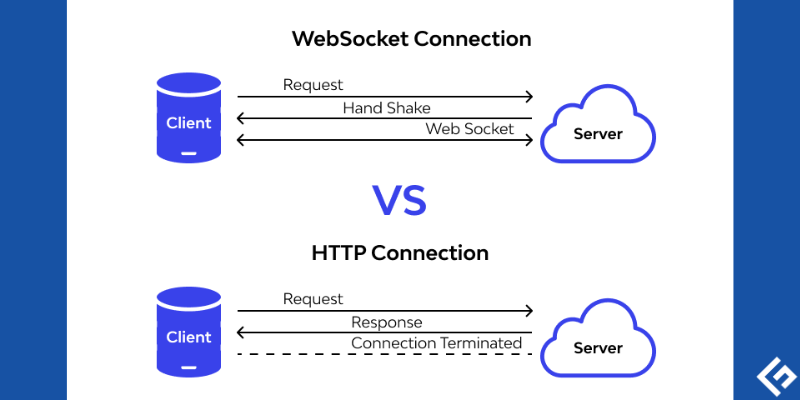 WebSocket Connection
Request
Hand Shake
Web Socket
Client
Server
VS
HTTP Connection
Request
Response
Connection Terminated
Client
Server